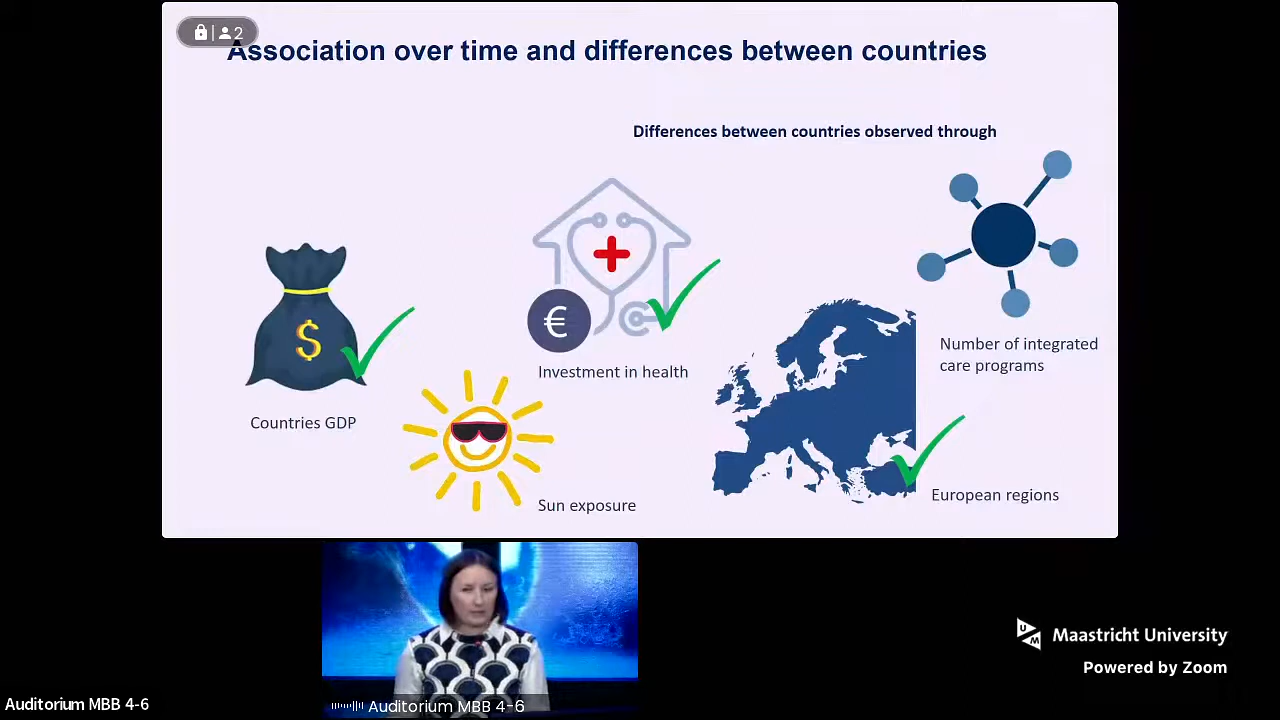 2
Association over time and differences between countries
Differences between countries observed through
$
€
Investment in health
Number of integrated
care programs
Countries GDP
Sun exposure
European regions
UM
Maastricht University
Powered by Zoom
Auditorium MBB 4-6
Auditorium MBB 4-6